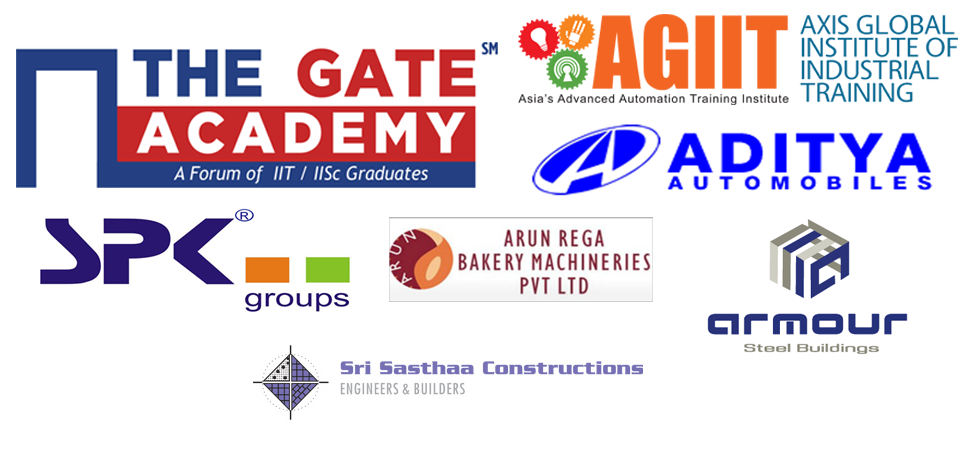 THE GATE℠
ACADEMY
A Forum of IIT / IISc Graduates
AGIIT
Asia's Advanced Automation Training Institute
AXIS GLOBAL
INSTITUTE OF
INDUSTRIAL
TRAINING
ADITYA
AUTOMOBILES
SPK®
groups
ARUN
ARUN REGA
BAKERY MACHINERIES
PVT LTD
armour
Steel Buildings
Sri Sasthaa Constructions
ENGINEERS & BUILDERS